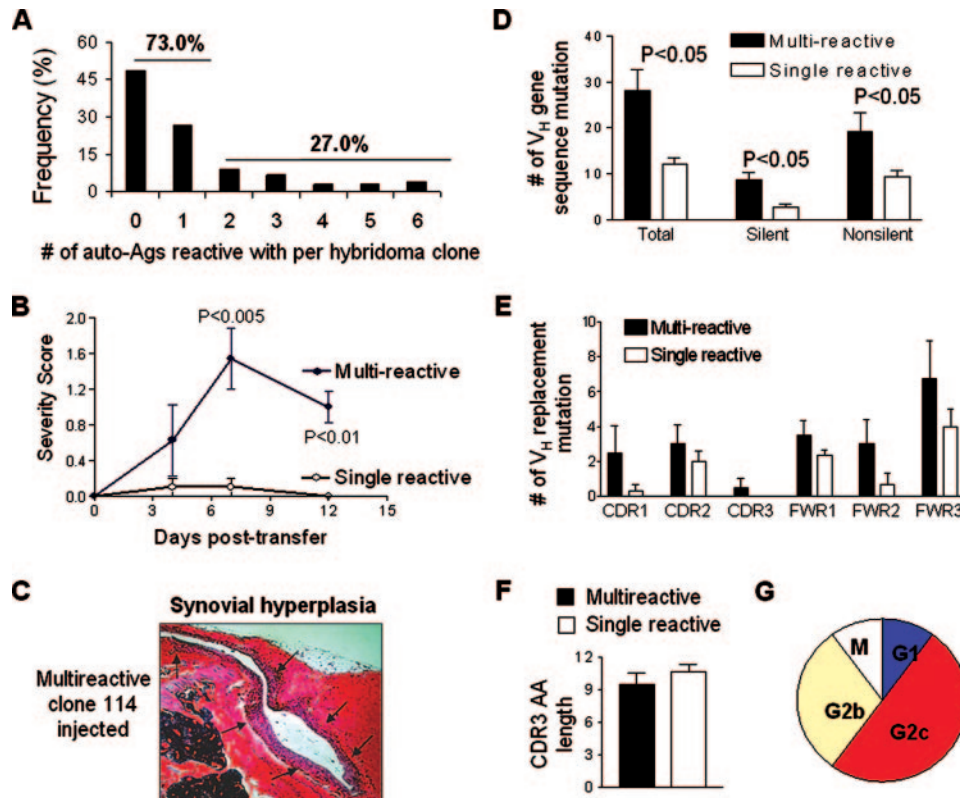 A
60
45
30
15
0
73.0%
27.0%
Frequency (%)
0 1 2 3 4 5 6
# of auto-Ags reactive with per hybridoma clone
B
2.0
1.6
1.2
0.8
0.4
0.0
Severity Score
P<0.005
Multi-reactive
P<0.01
Single reactive
0 3 6 9 12 15
Days post-transfer
C
Synovial hyperplasia
Multireactive
clone 114
injected
D
Multi-reactive
Single reactive
P<0.05
P<0.05
P<0.05
40
30
20
10
0
# of VH gene
sequence mutation
Total Silent Nonsilent
E
Multi-reactive
Single reactive
10
8
6
4
2
0
# of VH replacement
mutation
CDR1 CDR2 CDR3 FWR1 FWR2 FWR3
F
Multireactive
Single reactive
12
9
6
3
0
CDR3 AA
length
G
M
G1
G2b
G2c